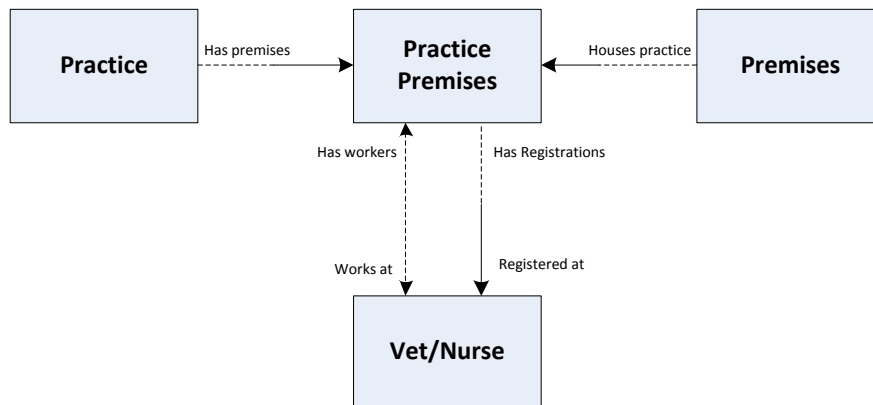 Practice
Has premises
Practice
Premises
Houses practice
Premises
Has workers
Has Registrations
Works at
Registered at
Vet/Nurse